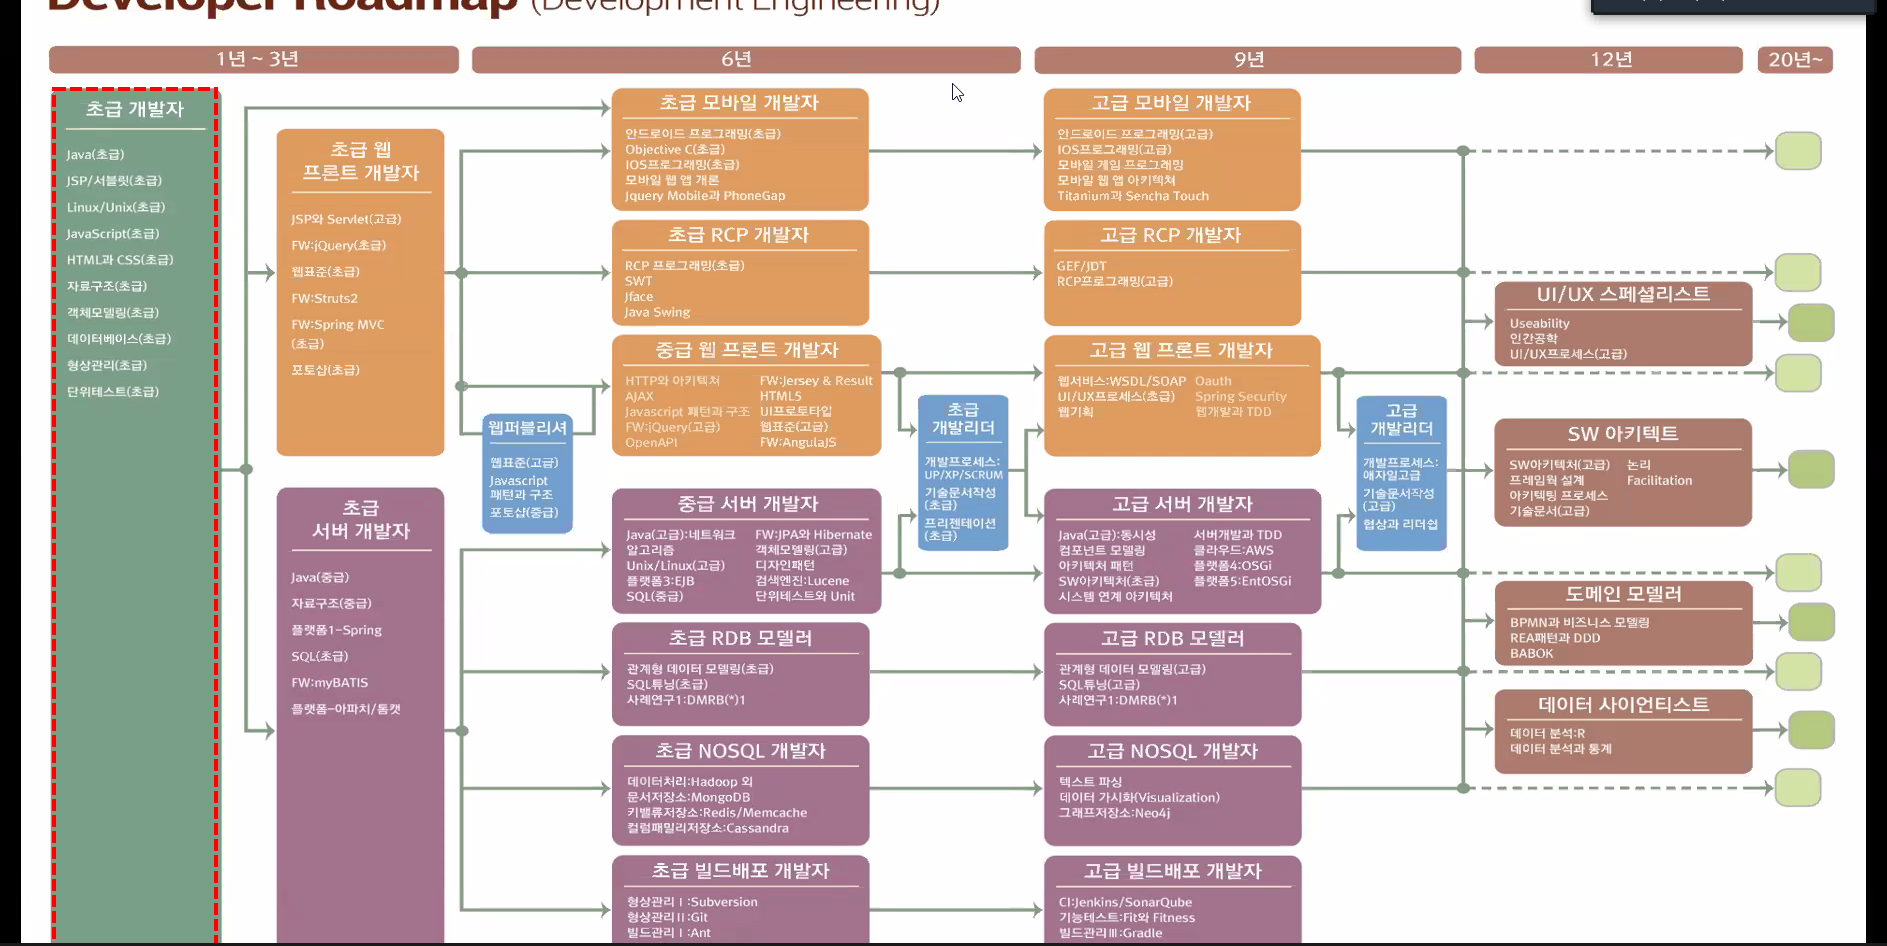 Developer Roadmap (Development Engineering)
1년 ~ 3년
6년
9년
12년
20년~
초급 개발자
Java(초급)
JSP/서블릿(초급)
Linux/Unix(초급)
JavaScript(초급)
HTML과 CSS(초급)
자료구조(초급)
객체모델링(초급)
데이터베이스(초급)
형상관리(초급)
단위테스트(초급)
초급 웹
프론트 개발자
JSP와 Servlet(고급)
FW:jQuery(초급)
웹표준(초급)
FW:Struts2
FW:Spring MVC
(초급)
포토샵(초급)
초급
서버 개발자
Java(중급)
자료구조(중급)
플랫폼1-Spring
SQL(초급)
FW:myBATIS
플랫폼-아파치/톰캣
웹퍼블리셔
웹표준(고급)
Javascript
패턴과 구조
포토샵(중급)
초급 모바일 개발자
안드로이드 프로그래밍(초급)
Objective C(초급)
IOS프로그래밍(초급)
모바일 웹 앱 개론
Jquery Mobile과 PhoneGap
초급 RCP 개발자
RCP 프로그래밍(초급)
SWT
Jface
Java Swing
중급 웹 프론트 개발자
HTTP와 아키텍처
AJAX
Javascript 패턴과 구조
FW:jQuery(고급)
OpenAPI
FW:Jersey & Result
HTML5
UI프로토타입
웹표준(고급)
FW:AngulaJS
중급 서버 개발자
Java(고급):네트워크
알고리즘
Unix/Linux(고급)
플랫폼3:EJB
SQL(중급)
FW:JPA와 Hibernate
객체모델링(고급)
디자인패턴
검색엔진:Lucene
단위테스트와 Unit
초급 RDB 모델러
관계형 데이터 모델링(초급)
SQL튜닝(초급)
사례연구1:DMRB(*)1
초급 NOSQL 개발자
데이터처리:Hadoop 외
문서저장소:MongoDB
키밸류저장소:Redis/Memcache
컬럼패밀리저장소:Cassandra
초급 빌드배포 개발자
형상관리Ⅰ:Subversion
형상관리Ⅱ:Git
빌드관리Ⅰ:Ant
초급
개발리더
개발프로세스:
UP/XP/SCRUM
기술문서작성
(초급)
프리젠테이션
(초급)
고급 모바일 개발자
안드로이드 프로그래밍(고급)
IOS프로그래밍(고급)
모바일 게임 프로그래밍
모바일 웹 앱 아키텍쳐
Titanium과 Sencha Touch
고급 RCP 개발자
GEF/JDT
RCP프로그래밍(고급)
고급 웹 프론트 개발자
웹서비스:WSDL/SOAP
UI/UX프로세스(초급)
웹기획
Oauth
Spring Security
웹개발과 TDD
고급 서버 개발자
Java(고급):동시성
컴포넌트 모델링
아키텍처 패턴
SW아키텍처(초급)
시스템 연계 아키텍처
서버개발과 TDD
클라우드:AWS
플랫폼4:OSGi
플랫폼5:EntOSGi
고급 RDB 모델러
관계형 데이터 모델링(고급)
SQL튜닝(고급)
사례연구1:DMRB(*)1
고급 NOSQL 개발자
텍스트 파싱
데이터 가시화(Visualization)
그래프저장소:Neo4j
고급 빌드배포 개발자
CI:Jenkins/SonarQube
기능테스트:Fit와 Fitness
빌드관리Ⅲ:Gradle
고급
개발리더
개발프로세스:
애자일고급
기술문서작성
(고급)
협상과 리더쉽
UI/UX 스페셜리스트
Useability
인간공학
UI/UX프로세스(고급)
SW 아키텍트
SW아키텍처(고급)
프레임웍 설계
아키텍팅 프로세스
기술문서(고급)
논리
Facilitation
도메인 모델러
BPMN과 비즈니스 모델링
REA패턴과 DDD
BABOK
데이터 사이언티스트
데이터 분석:R
데이터 분석과 통계